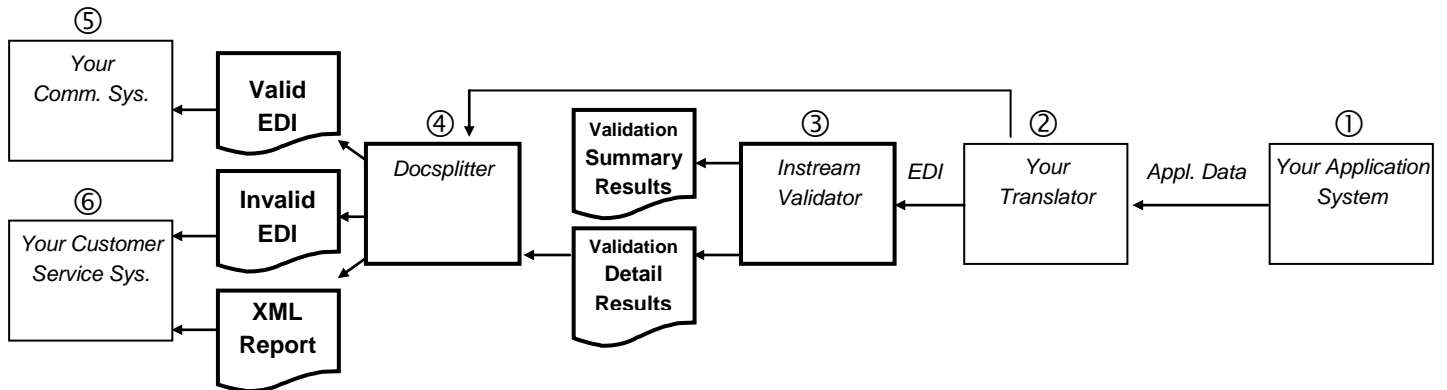 ⑤
Your
Comm. Sys.
Valid
EDI
④
Docsplitter
Validation
Summary
Results
③
Instream
Validator
EDI
②
Your
Translator
Appl. Data
①
Your Application
System
⑥
Your Customer
Service Sys.
Invalid
EDI
XML
Report
Validation
Detail
Results